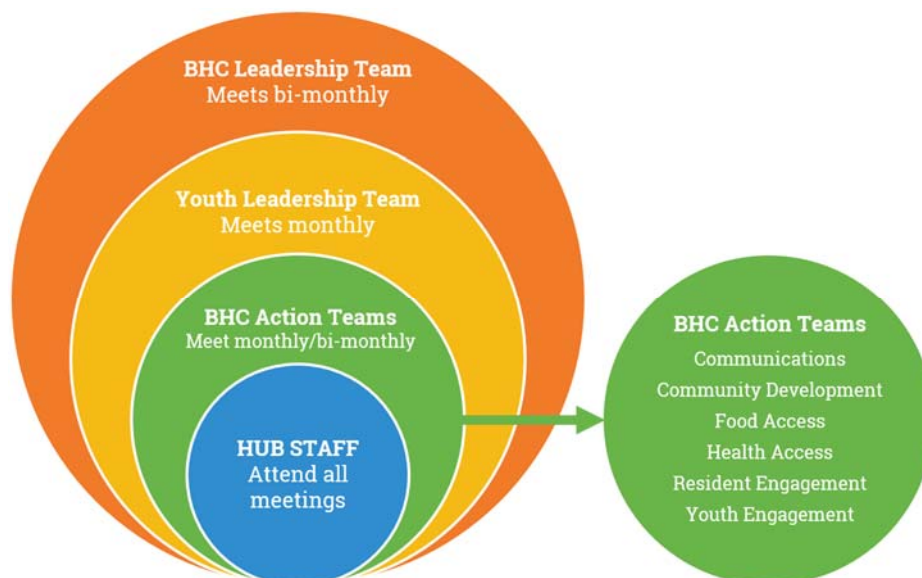 BHC Leadership Team
Meets bi-monthly
Youth Leadership Team
Meets monthly
BHC Action Teams
Meet monthly/bi-monthly
HUB STAFF
Attend all
meetings
BHC Action Teams
Communications
Community Development
Food Access
Health Access
Resident Engagement
Youth Engagement